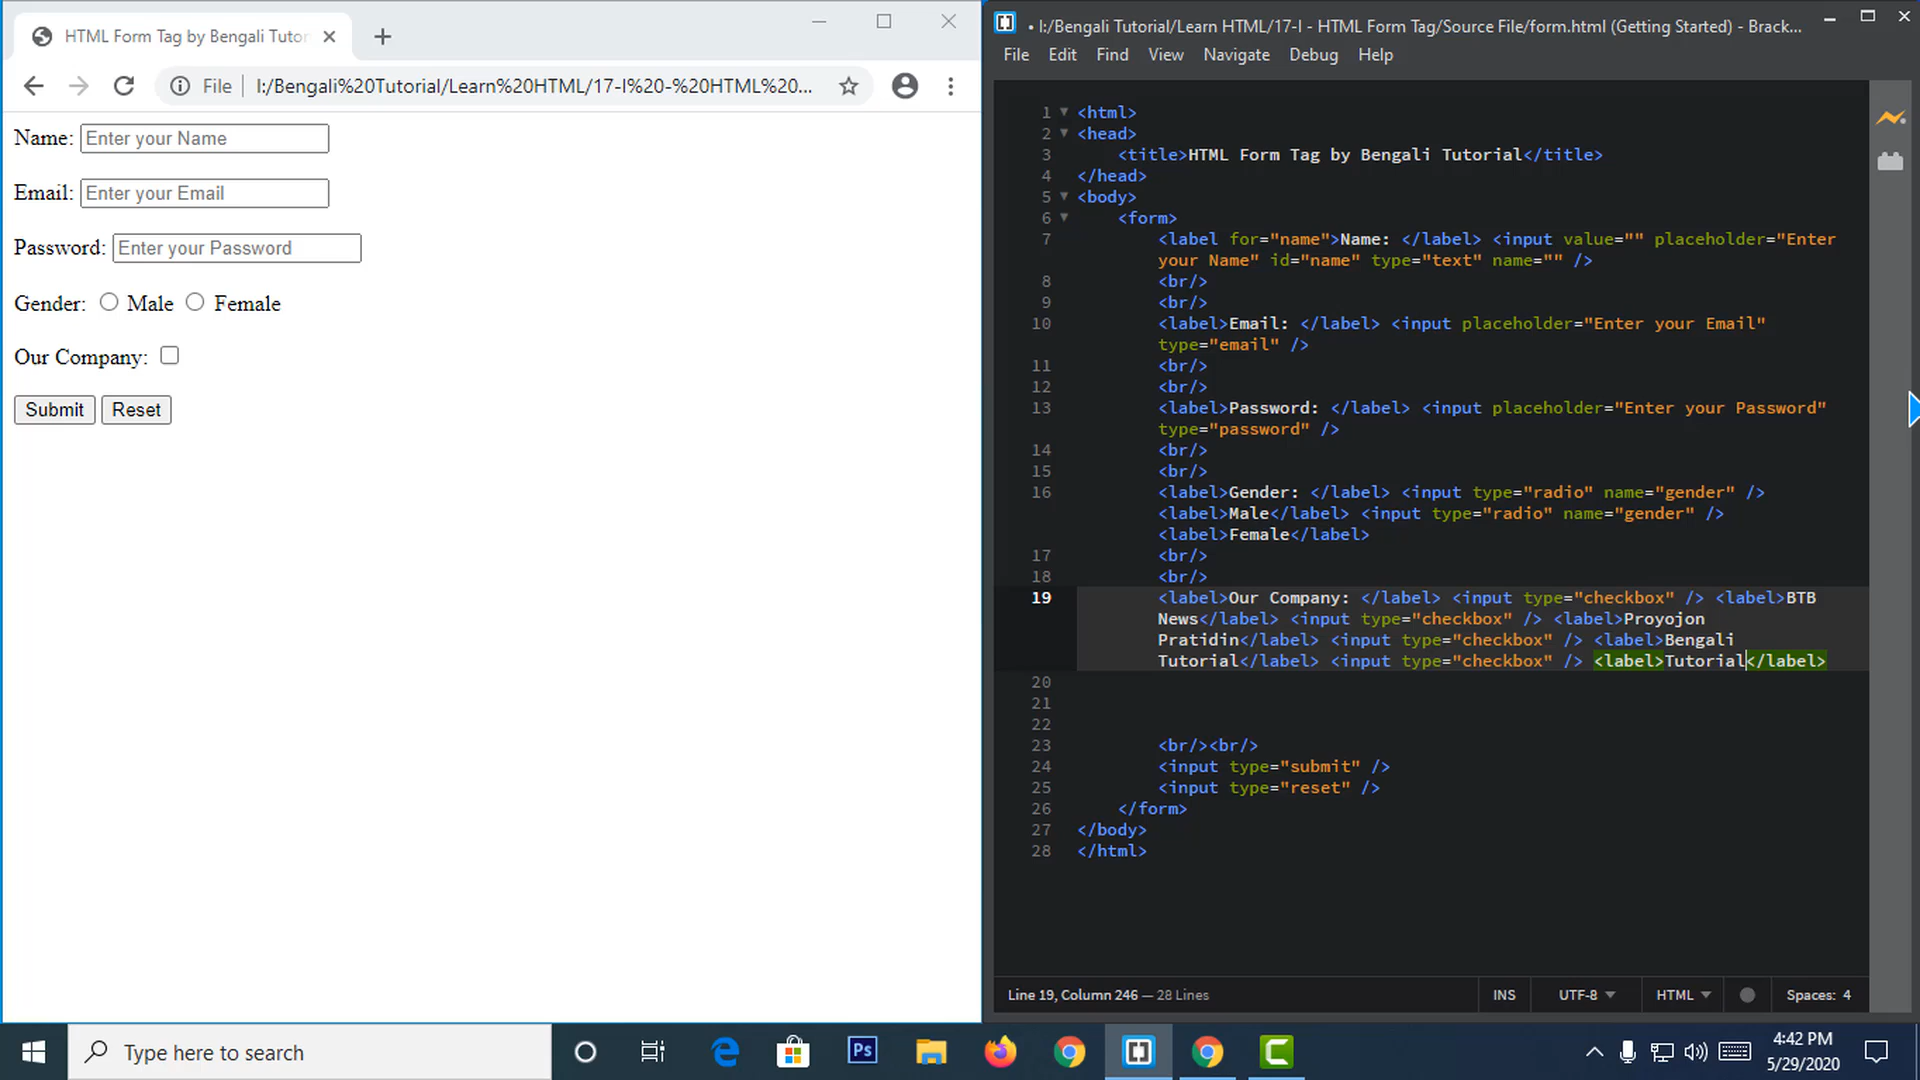 HTML Form Tag by Bengali Tutor
File
I:/Bengali%20Tutorial/Learn%20HTML/17-I%20-%20HTML%20...
Name: Enter your Name
Email: Enter your Email
Password: Enter your Password
Gender: Male Female
Our Company:
Submit Reset
• I:/Bengali Tutorial/Learn HTML/17-I - HTML Form Tag/Source File/form.html (Getting Started) - Brack...
File Edit Find View Navigate Debug Help
1 <html>
2 <head>
3 <title>HTML Form Tag by Bengali Tutorial</title>
4 </head>
5 <body>
6 <form>
7 <label for="name">Name: </label> <input value="" placeholder="Enter
your Name" id="name" type="text" name="" />
8 <br/>
9 <br/>
10 <label>Email: </label> <input placeholder="Enter your Email"
type="email" />
11 <br/>
12 <br/>
13 <label>Password: </label> <input placeholder="Enter your Password"
type="password" />
14 <br/>
15 <br/>
16 <label>Gender: </label> <input type="radio" name="gender" />
<label>Male</label> <input type="radio" name="gender" />
<label>Female</label>
17 <br/>
18 <br/>
19 <label>Our Company: </label> <input type="checkbox" /> <label>BTB
News</label> <input type="checkbox" /> <label>Proyojon
Pratidin</label> <input type="checkbox" /> <label>Bengali
Tutorial</label> <input type="checkbox" /> <label>Tutorial</label>
20
21
22
23 <br/><br/>
24 <input type="submit" />
25 <input type="reset" />
26 </form>
27 </body>
28 </html>
Line 19, Column 246 — 28 Lines
INS UTF-8 HTML Spaces: 4
Type here to search
Ps
4:42 PM
5/29/2020